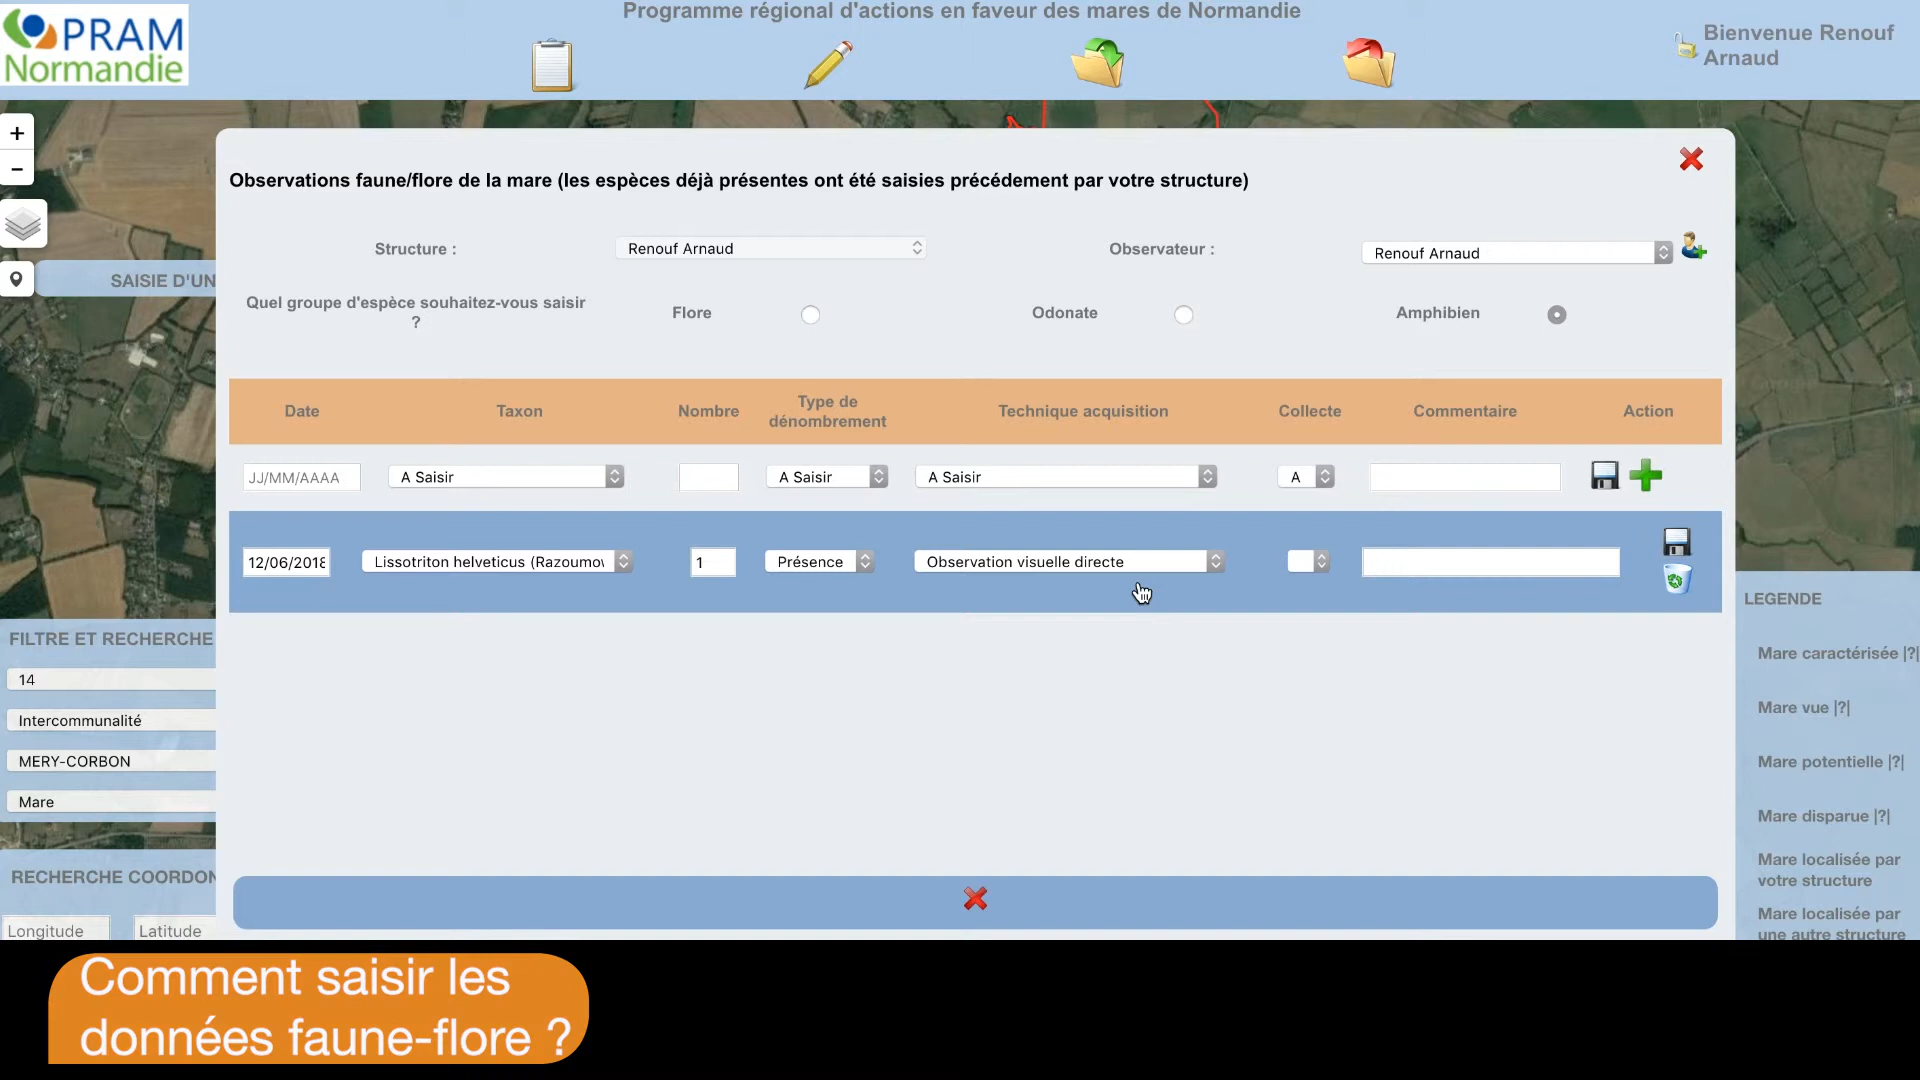 Programme régional d'actions en faveur des mares de Normandie
PRAM
Normandie
Bienvenue Renouf
Arnaud
+
−
Observations faune/flore de la mare (les espèces déjà présentes ont été saisies précédement par votre structure)
Structure :
Renouf Arnaud
Observateur :
Renouf Arnaud
SAISIE D'UN
Quel groupe d'espèce souhaitez-vous saisir
?
Flore
Odonate
Amphibien
Date
Taxon
Nombre
Type de
dénombrement
Technique acquisition
Collecte
Commentaire
Action
JJ/MM/AAAA
A Saisir
A Saisir
A Saisir
A
12/06/2018
Lissotriton helveticus (Razoumov
1
Présence
Observation visuelle directe
FILTRE ET RECHERCHE
14
Intercommunalité
MERY-CORBON
Mare
RECHERCHE COORDON
Longitude
Latitude
LEGENDE
Mare caractérisée |?|
Mare vue |?|
Mare potentielle |?|
Mare disparue |?|
Mare localisée par
votre structure
Mare localisée par
une autre structure
Comment saisir les
données faune-flore ?